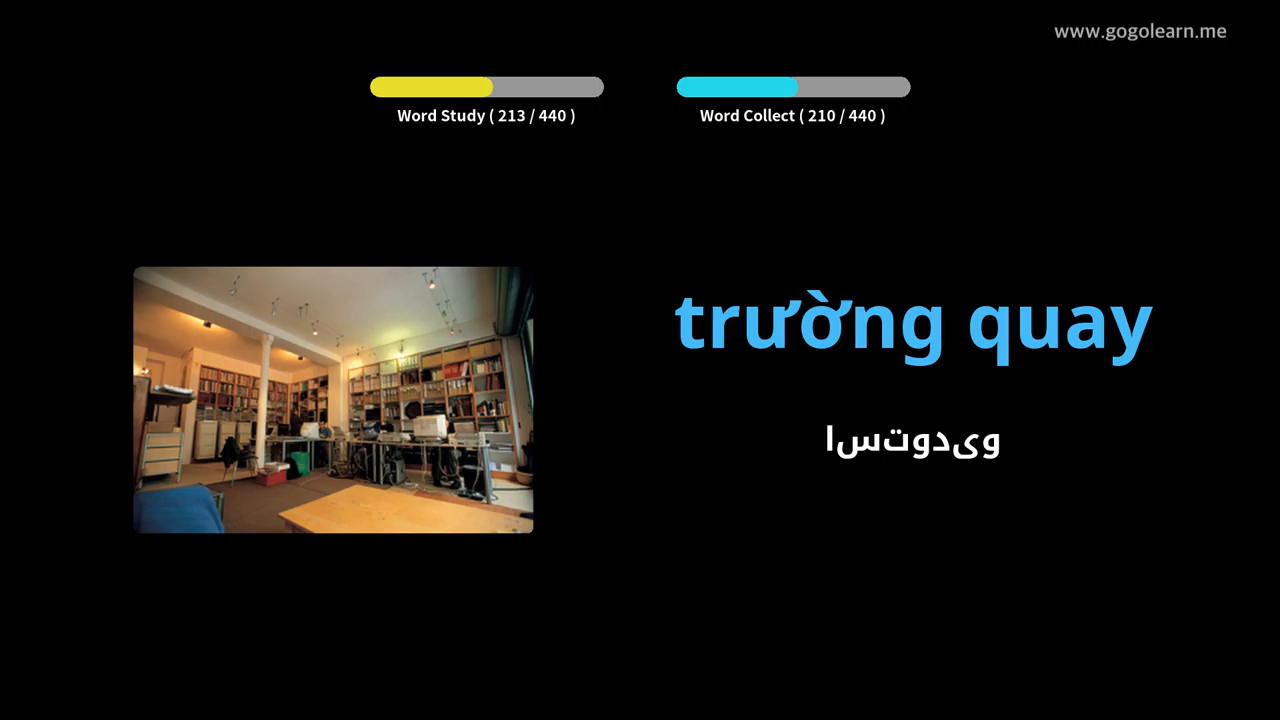 www.gogolearn.me
Word Study ( 213 / 440 )
Word Collect ( 210 / 440 )
trường quay
استودیو